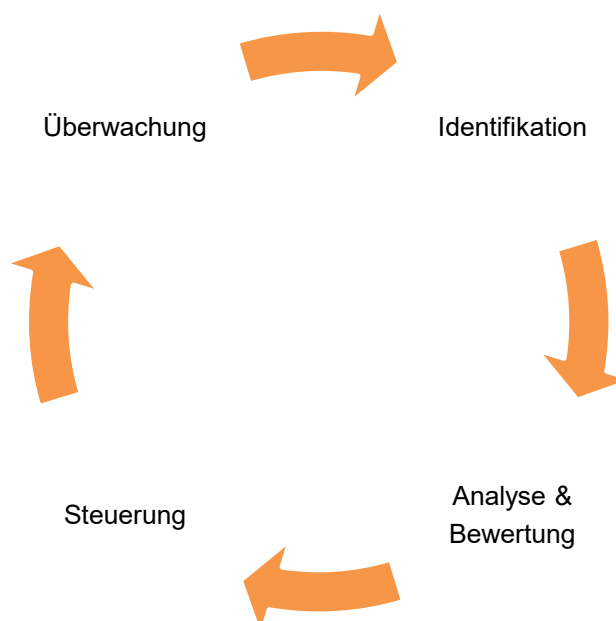 Überwachung
Identifikation
Steuerung
Analyse &
Bewertung